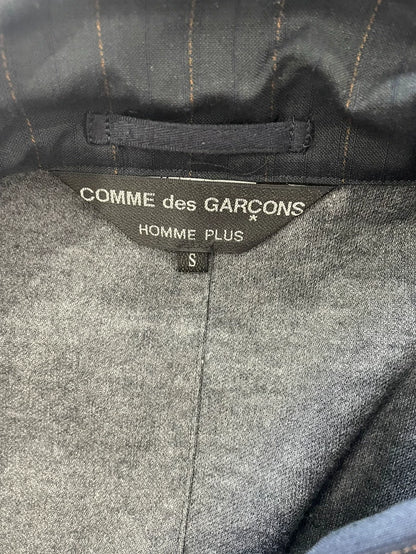 COMME des GARÇONS
*
HOMME PLUS
S